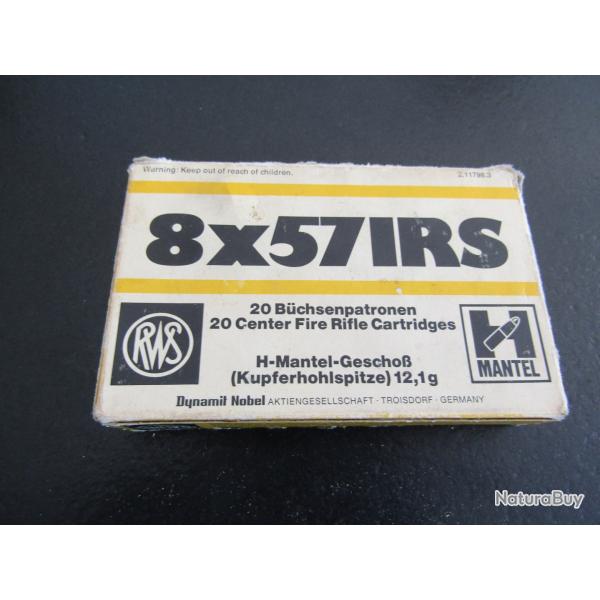 Warning: Keep out of reach of children. 2.11798.3
8x57IRS
20 Büchsenpatronen
20 Center Fire Rifle Cartridges
RWS
H-Mantel-Geschoß
(Kupferhohlspitze) 12,1g
H
MANTEL
Dynamit Nobel AKTIENGESELLSCHAFT · TROISDORF · GERMANY
NaturaBuy